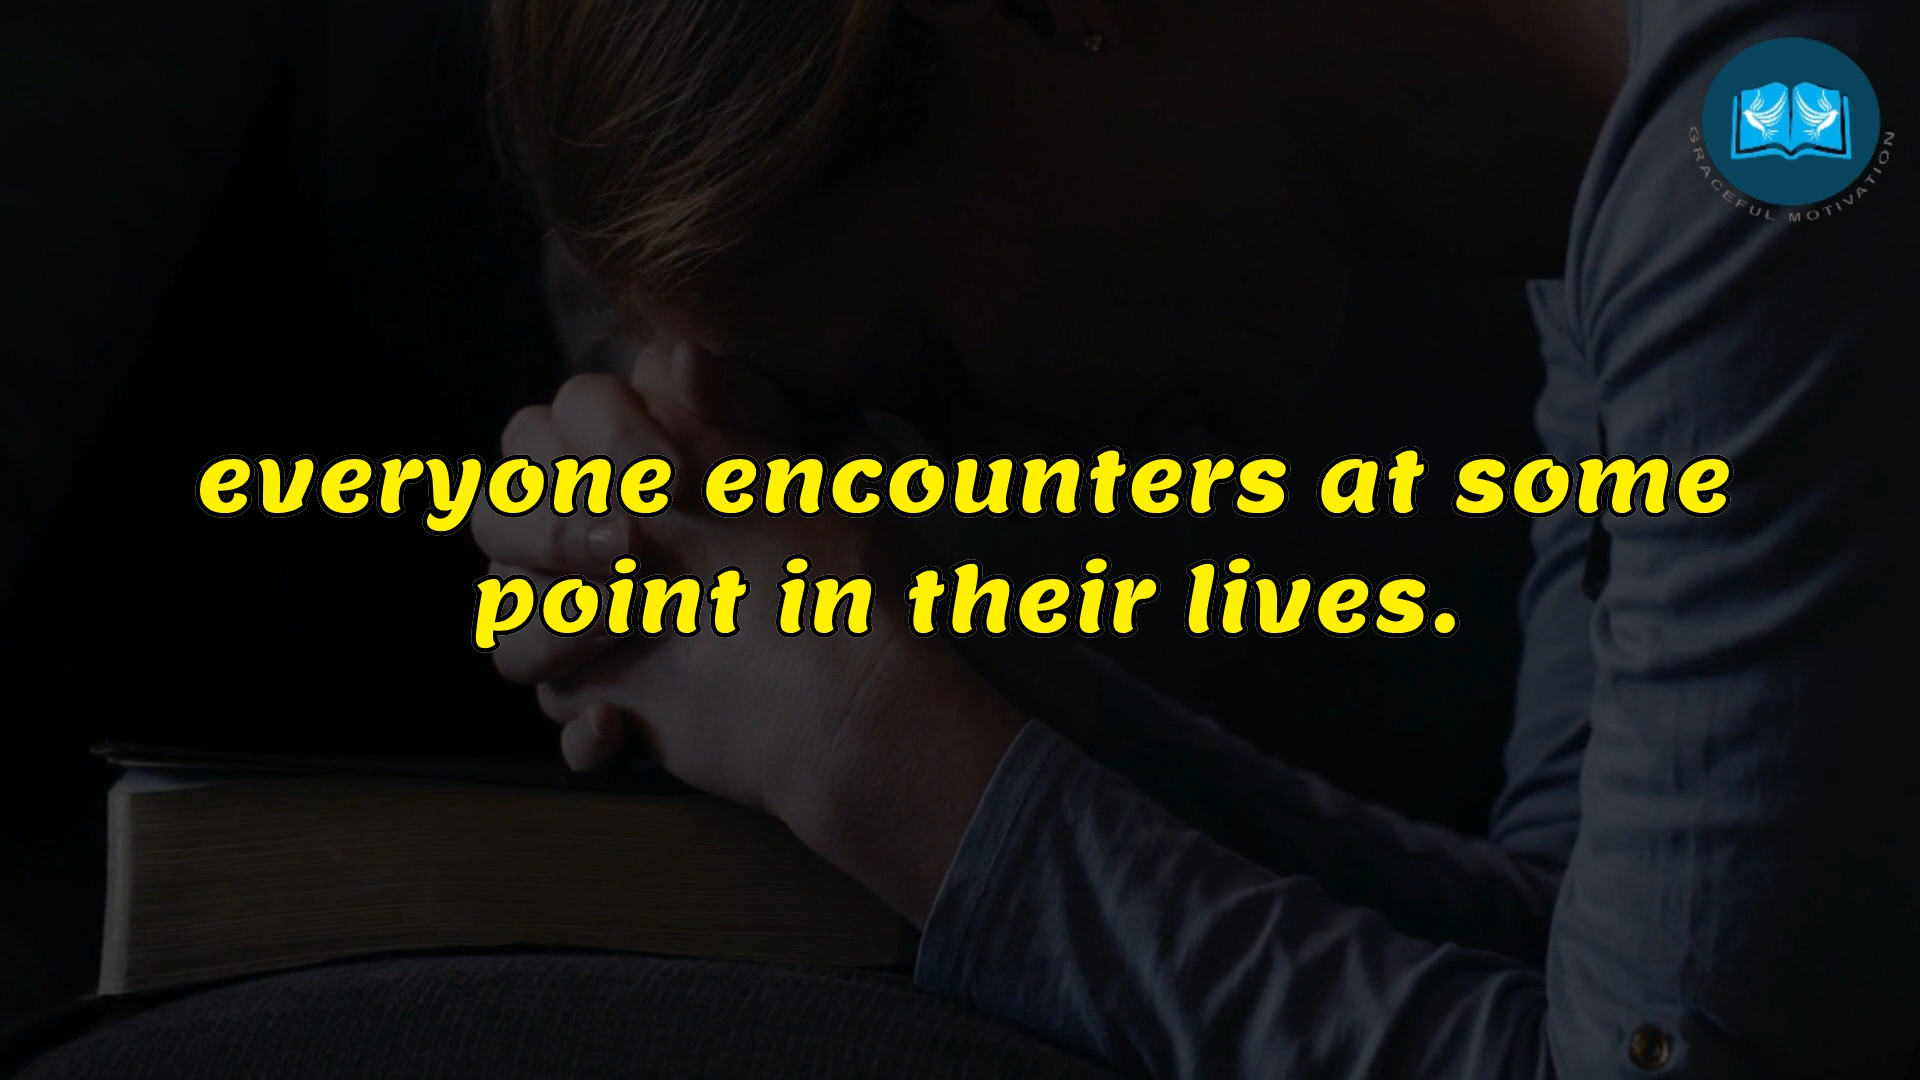 GRACEFUL MOTIVATION
everyone encounters at some
point in their lives.